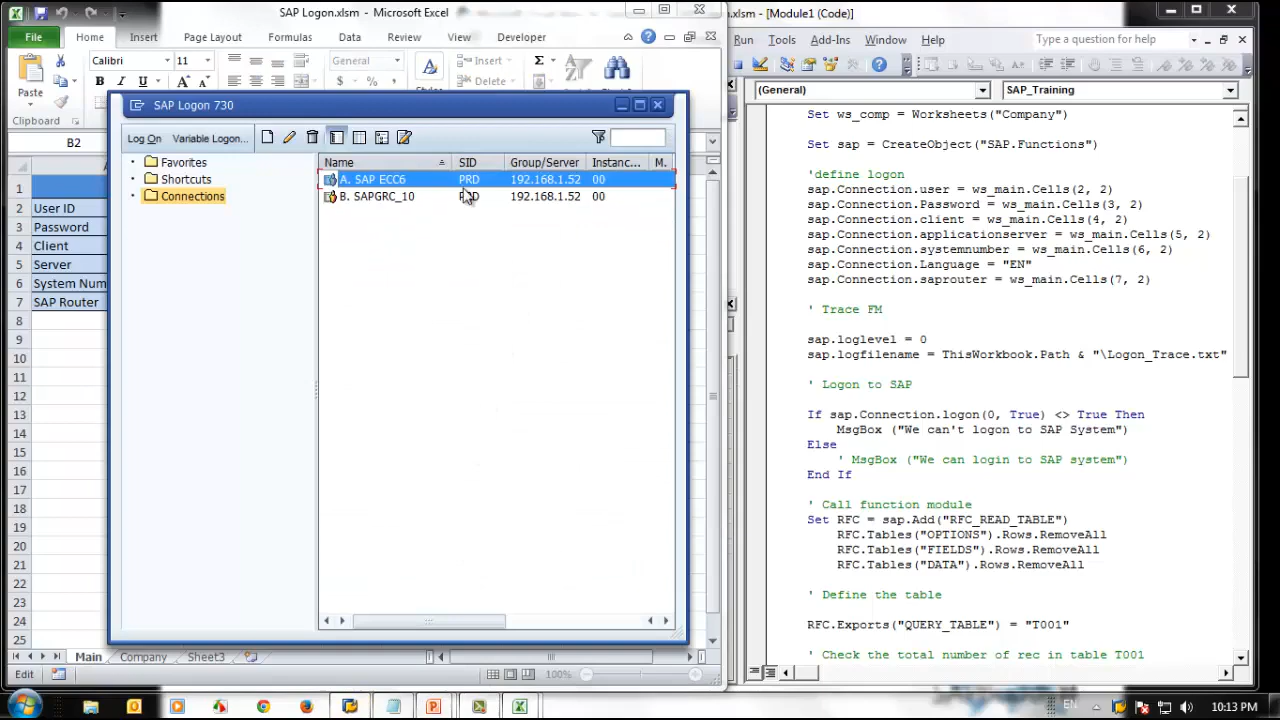 SAP Logon.xlsm - Microsoft Excel
n.xlsm - [Module1 (Code)]
File Home Insert Page Layout Formulas Data Review View Developer
Run Tools Add-Ins Window Help Type a question for help
Calibri 11 General Insert
B I U $ % Delete
Paste
Clipboard
SAP Logon 730
(General) SAP_Training
Log On Variable Logon...
B2
Name SID Group/Server Instanc... M.
Favorites
Shortcuts
Connections
A. SAP ECC6 PRD 192.168.1.52 00
B. SAPGRC_10 192.168.1.52 00
1
2 User ID
3 Password
4 Client
5 Server
6 System Num
7 SAP Router
8
9
10
11
12
13
14
15
16
17
18
19
20
21
22
23
24
25
Set ws_comp = Worksheets("Company")
Set sap = CreateObject("SAP.Functions")
'define logon
sap.Connection.user = ws_main.Cells(2, 2)
sap.Connection.Password = ws_main.Cells(3, 2)
sap.Connection.client = ws_main.Cells(4, 2)
sap.Connection.applicationserver = ws_main.Cells(5, 2)
sap.Connection.systemnumber = ws_main.Cells(6, 2)
sap.Connection.Language = "EN"
sap.Connection.saprouter = ws_main.Cells(7, 2)
' Trace FM
sap.loglevel = 0
sap.logfilename = ThisWorkbook.Path & "\Logon_Trace.txt"
' Logon to SAP
If sap.Connection.logon(0, True) <> True Then
MsgBox ("We can't logon to SAP System")
Else
' MsgBox ("We can login to SAP system")
End If
' Call function module
Set RFC = sap.Add("RFC_READ_TABLE")
RFC.Tables("OPTIONS").Rows.RemoveAll
RFC.Tables("FIELDS").Rows.RemoveAll
RFC.Tables("DATA").Rows.RemoveAll
' Define the table
RFC.Exports("QUERY_TABLE") = "T001"
' Check the total number of rec in table T001
Main Company Sheet3
Edit 100%
EN 10:13 PM